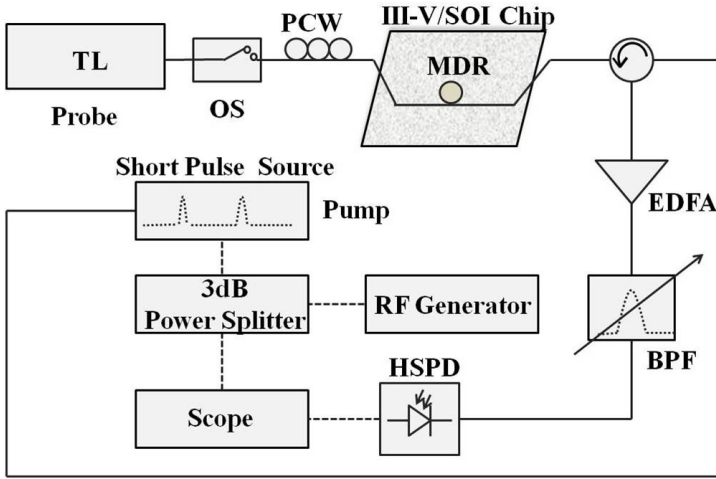 PCW
III-V/SOI Chip
TL
MDR
Probe
OS
Short Pulse Source
Pump
EDFA
3dB
Power Splitter
RF Generator
BPF
HSPD
Scope